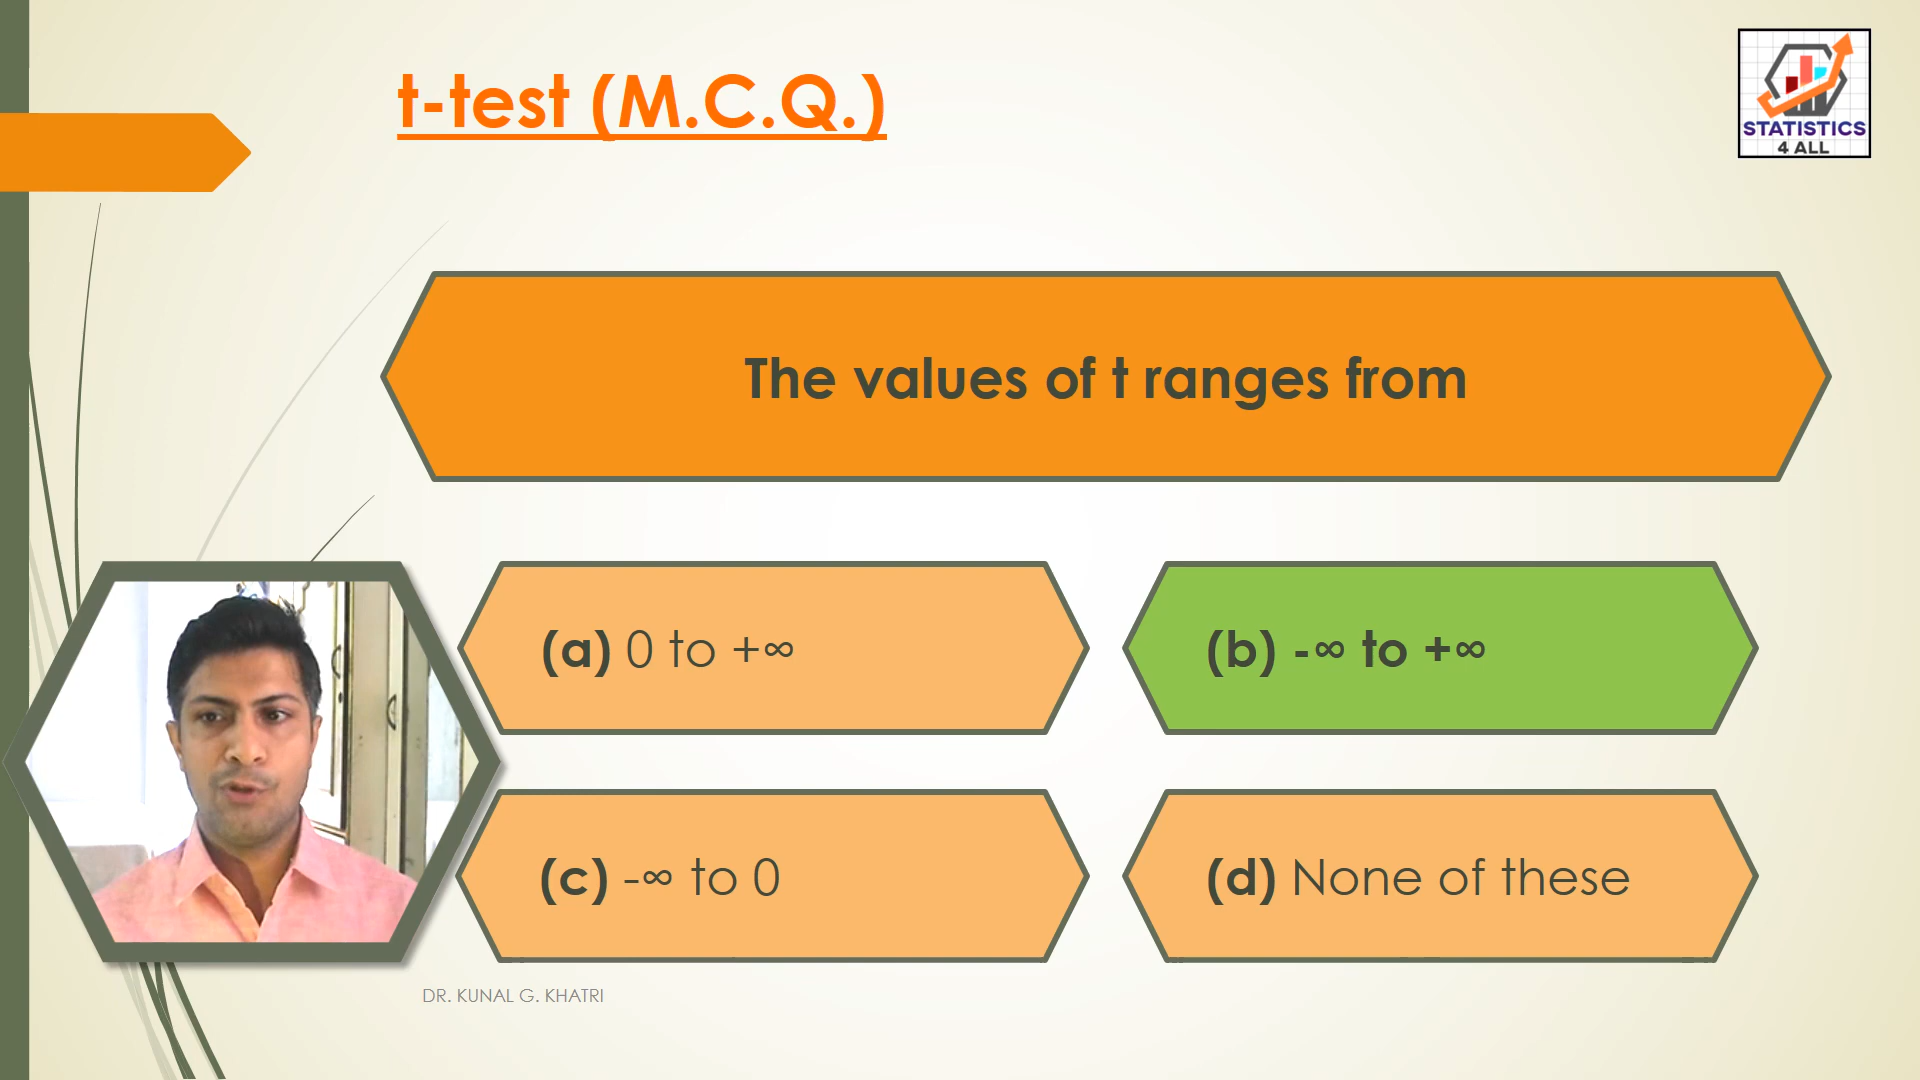 t-test (M.C.Q.)
STATISTICS
4 ALL
The values of t ranges from
(a) 0 to +∞
(b) -∞ to +∞
(c) -∞ to 0
(d) None of these
DR. KUNAL G. KHATRI